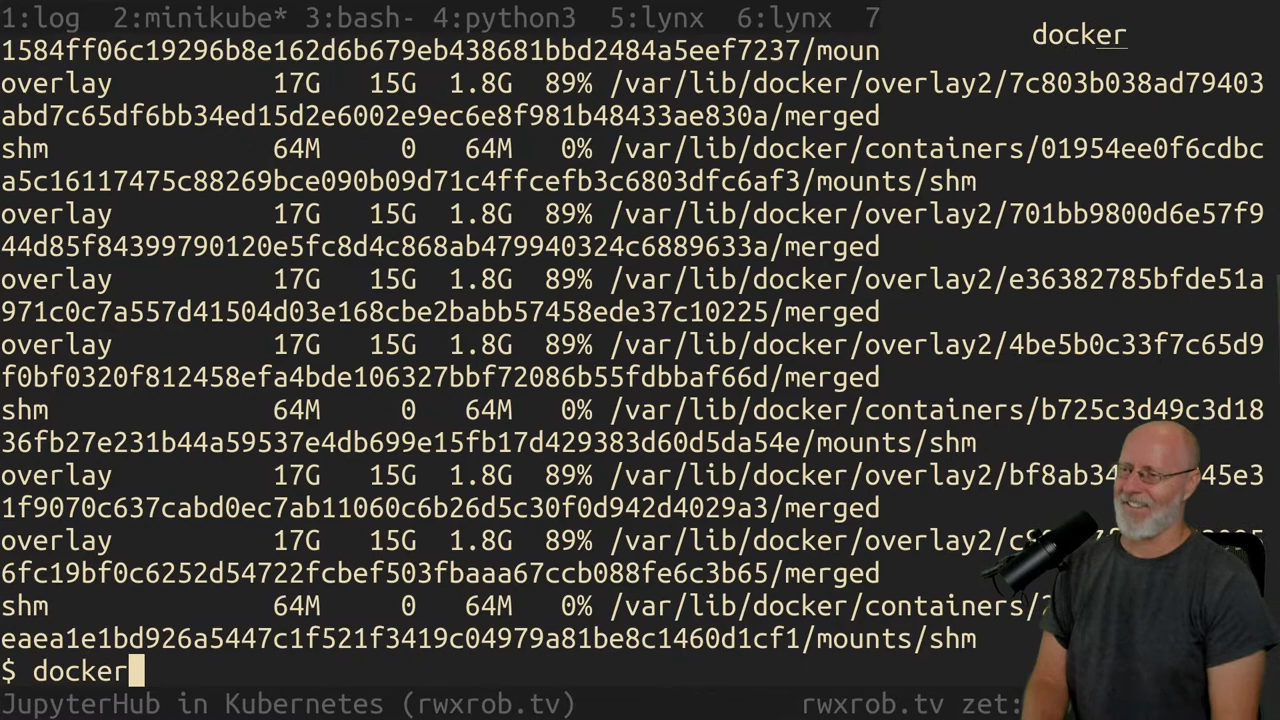 1:log  2:minikube* 3:bash- 4:python3  5:lynx  6:lynx  7
docker
1584ff06c19296b8e162d6b679eb438681bbd2484a5eef7237/moun
overlay 17G 15G 1.8G 89% /var/lib/docker/overlay2/7c803b038ad79403
abd7c65df6bb34ed15d2e6002e9ec6e8f981b48433ae830a/merged
shm 64M 0 64M 0% /var/lib/docker/containers/01954ee0f6cdbc
a5c16117475c88269bce090b09d71c4ffcefb3c6803dfc6af3/mounts/shm
overlay 17G 15G 1.8G 89% /var/lib/docker/overlay2/701bb9800d6e57f9
44d85f84399790120e5fc8d4c868ab479940324c6889633a/merged
overlay 17G 15G 1.8G 89% /var/lib/docker/overlay2/e36382785bfde51a
971c0c7a557d41504d03e168cbe2babb57458ede37c10225/merged
overlay 17G 15G 1.8G 89% /var/lib/docker/overlay2/4be5b0c33f7c65d9
f0bf0320f812458efa4bde106327bbf72086b55fdbbaf66d/merged
shm 64M 0 64M 0% /var/lib/docker/containers/b725c3d49c3d18
36fb27e231b44a59537e4db699e15fb17d429383d60d5da54e/mounts/shm
overlay 17G 15G 1.8G 89% /var/lib/docker/overlay2/bf8ab34 45e3
1f9070c637cabd0ec7ab11060c6b26d5c30f0d942d4029a3/merged
overlay 17G 15G 1.8G 89% /var/lib/docker/overlay2/
6fc19bf0c6252d54722fcbef503fbaaa67ccb088fe6c3b65/merged
shm 64M 0 64M 0% /var/lib/docker/containers/
eaea1e1bd926a5447c1f521f3419c04979a81be8c1460d1cf1/mounts/shm
$ docker
JupyterHub in Kubernetes (rwxrob.tv) rwxrob.tv zet: